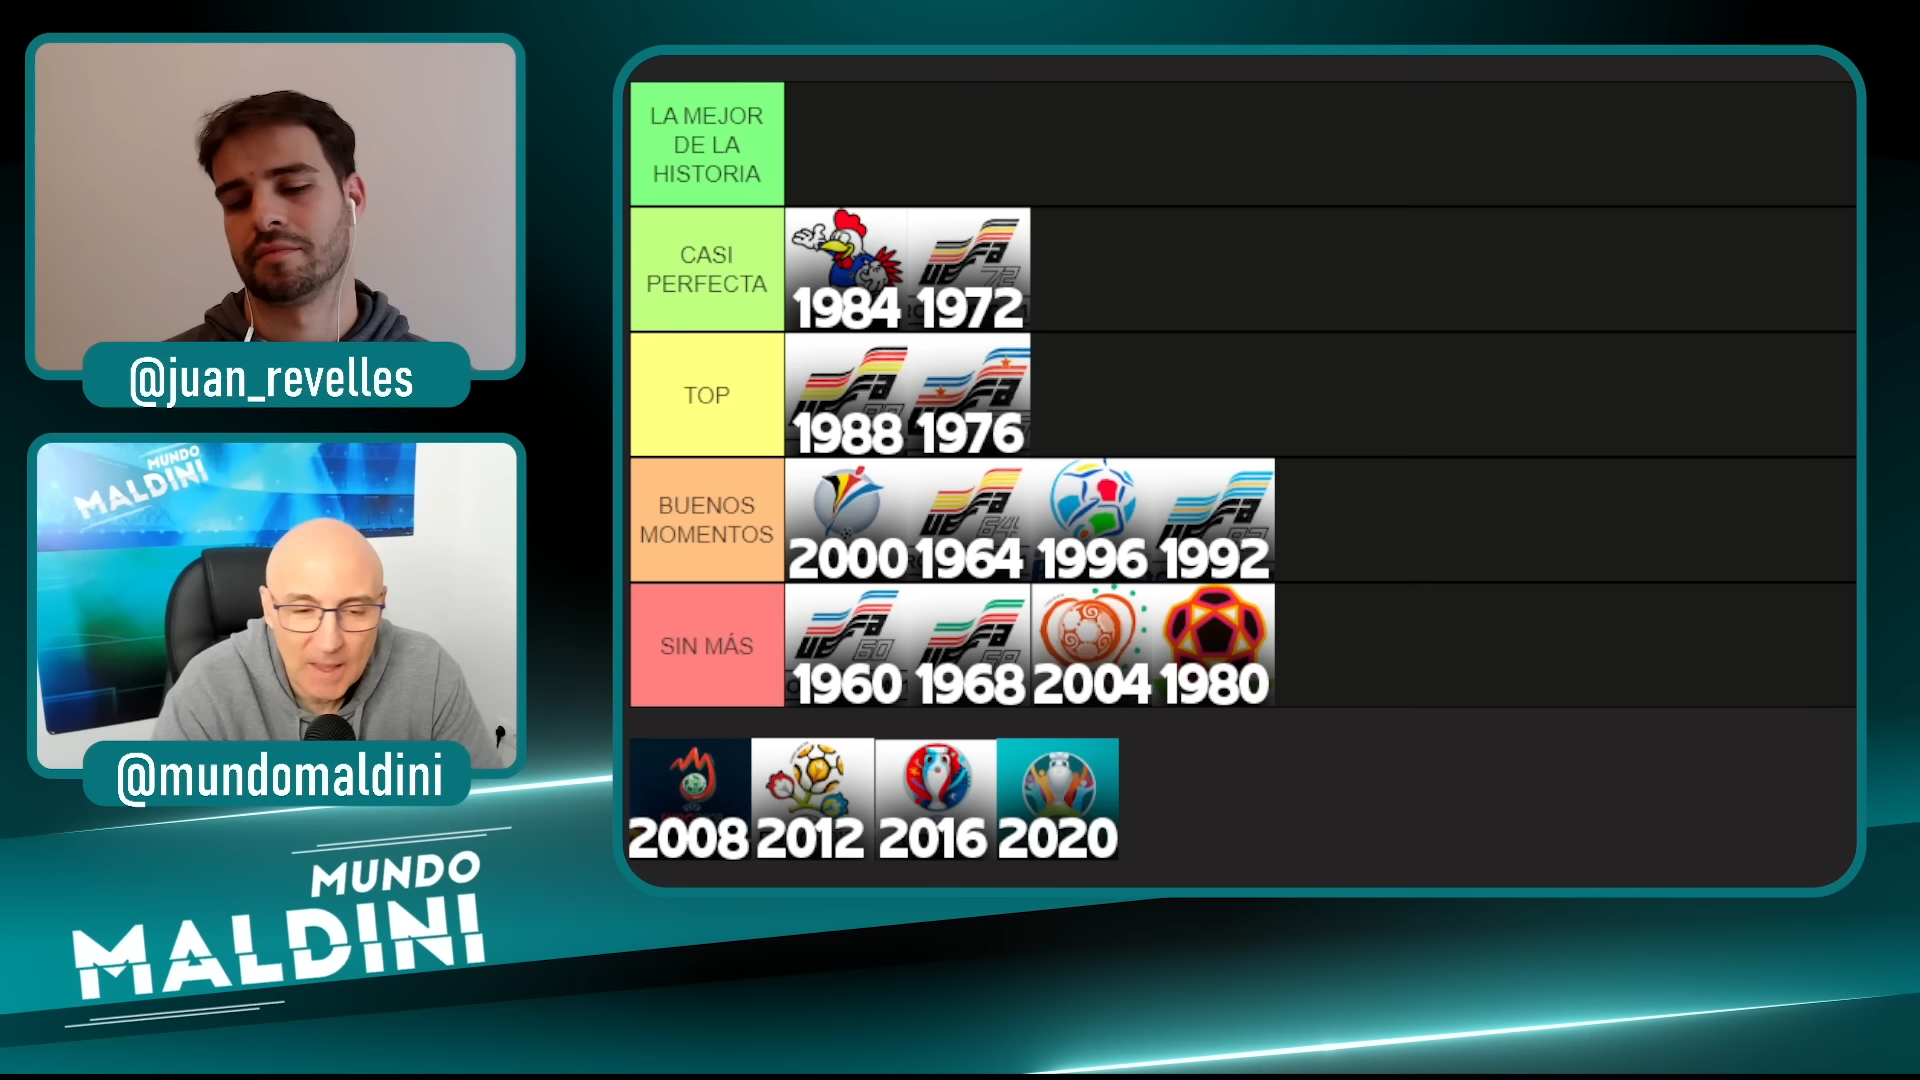 MUNDO
MALDINI
@juan_revelles
@mundomaldini
MUNDO
MALDINI
LA MEJOR
DE LA
HISTORIA
CASI
PERFECTA
1984 1972
TOP
1988 1976
BUENOS
MOMENTOS
2000 1964 1996 1992
SIN MÁS
1960 1968 2004 1980
2008 2012 2016 2020